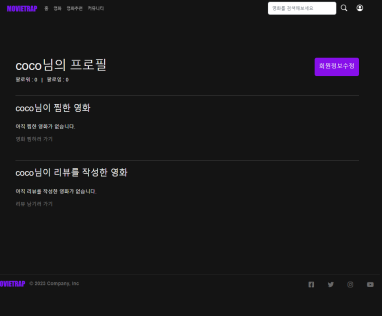 MOVIETRAP 홈 영화 영화추천 커뮤니티 영화를 검색해보세요
coco님의 프로필
회원정보수정
팔로워 : 0 | 팔로잉 : 0
coco님이 찜한 영화
아직 찜한 영화가 없습니다.
영화 찜하러 가기
coco님이 리뷰를 작성한 영화
아직 리뷰를 작성한 영화가 없습니다.
리뷰 남기러 가기
MOVIETRAP © 2023 Company, Inc